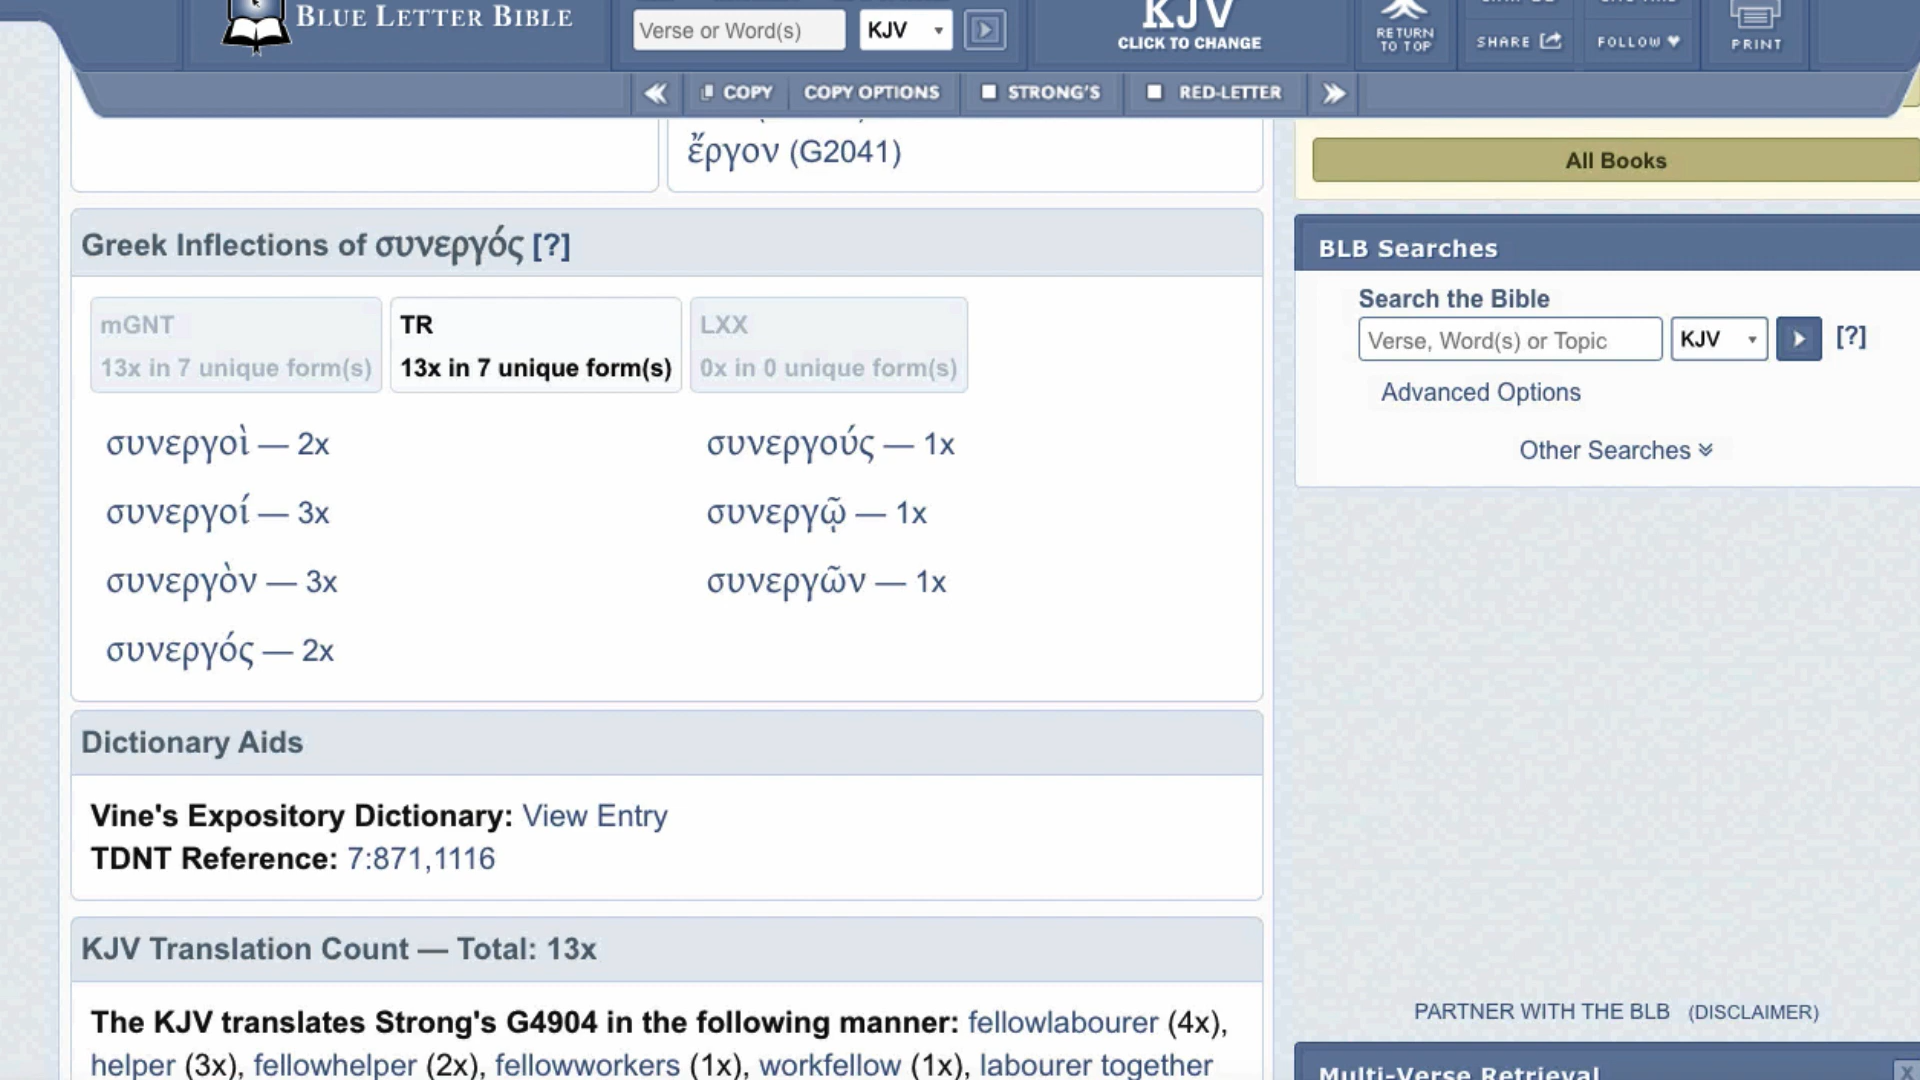 BLUE LETTER BIBLE
Verse or Word(s)
KJV
KJV
CLICK TO CHANGE
RETURN
TO TOP
SHARE
FOLLOW
PRINT
COPY
COPY OPTIONS
STRONG'S
RED-LETTER
ἔργον (G2041)
All Books
Greek Inflections of συνεργός [?]
mGNT
13x in 7 unique form(s)
TR
13x in 7 unique form(s)
LXX
0x in 0 unique form(s)
συνεργοὶ — 2x
συνεργούς — 1x
συνεργοί — 3x
συνεργῷ — 1x
συνεργὸν — 3x
συνεργῶν — 1x
συνεργός — 2x
BLB Searches
Search the Bible
Verse, Word(s) or Topic
KJV
[?]
Advanced Options
Other Searches
Dictionary Aids
Vine's Expository Dictionary: View Entry
TDNT Reference: 7:871,1116
KJV Translation Count — Total: 13x
The KJV translates Strong's G4904 in the following manner: fellowlabourer (4x),
helper (3x), fellowhelper (2x), fellowworkers (1x), workfellow (1x), labourer together
PARTNER WITH THE BLB (DISCLAIMER)
Multi-Verse Retrieval
X